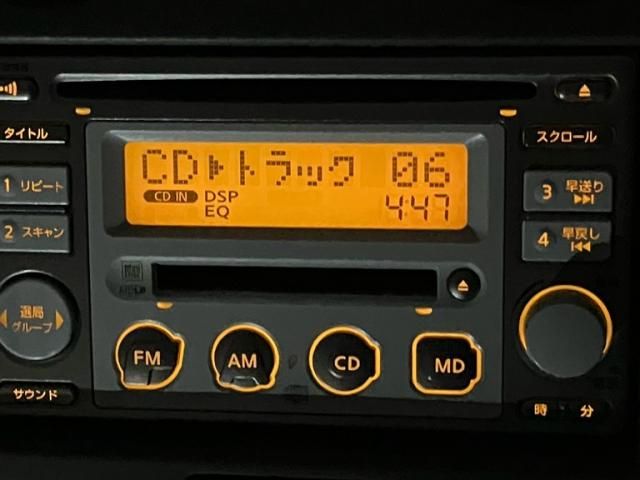 タイトル
スクロール
CD▶トラック 06
CD IN DSP
EQ
4:47
1 リピート
2 スキャン
3 早送り
4 早戻し
選局
グループ
サウンド
FM
AM
CD
MD
時 分